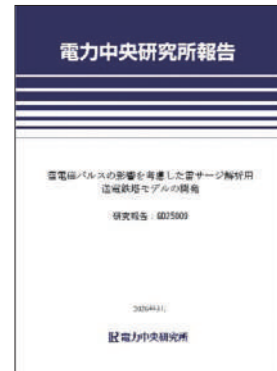 電力中央研究所報告
雷電磁パルスの影響を考慮した雷サージ解析用
送電鉄塔モデルの開発
研究報告：GD25009
電力中央研究所